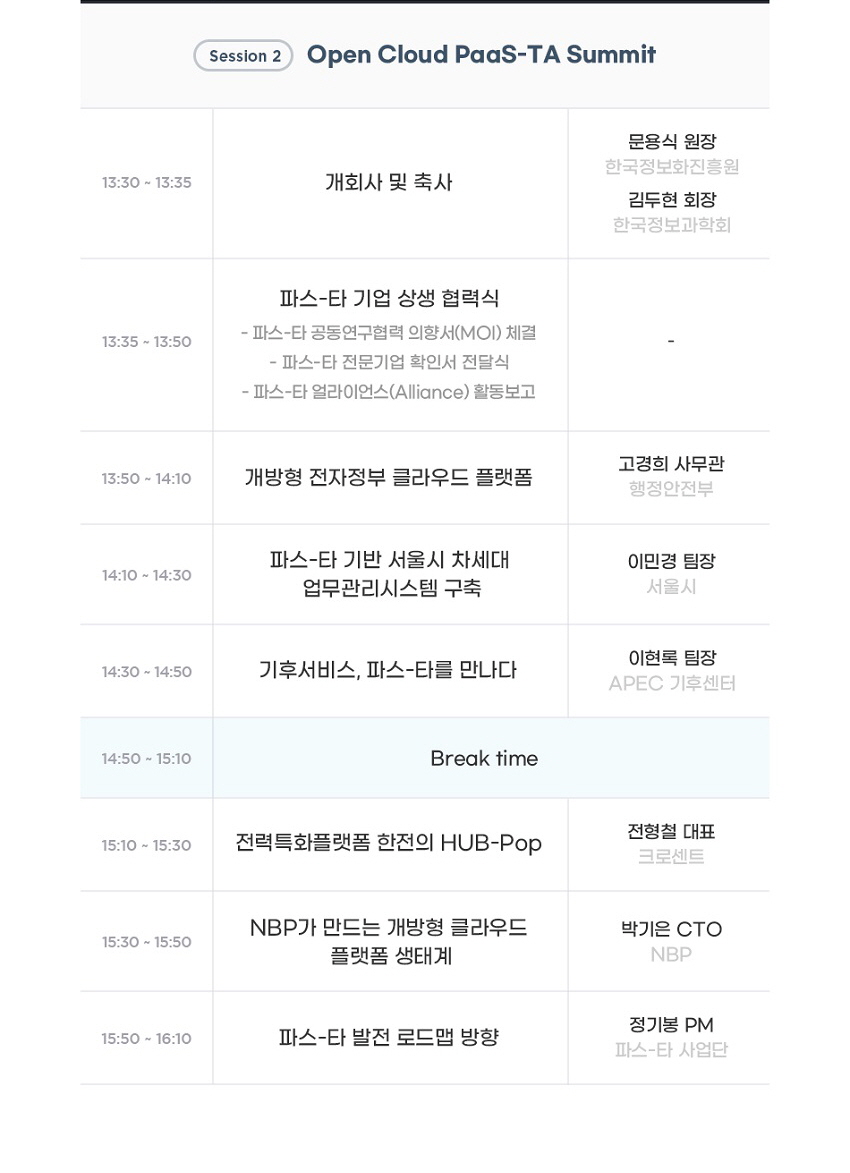 Session 2 Open Cloud PaaS-TA Summit
13:30 ~ 13:35
개회사 및 축사
문용식 원장
한국정보화진흥원
김두현 회장
한국정보과학회
13:35 ~ 13:50
파스-타 기업 상생 협력식
- 파스-타 공동연구협력 의향서(MOI) 체결
- 파스-타 전문기업 확인서 전달식
- 파스-타 얼라이언스(Alliance) 활동보고
-
13:50 ~ 14:10
개방형 전자정부 클라우드 플랫폼
고경희 사무관
행정안전부
14:10 ~ 14:30
파스-타 기반 서울시 차세대
업무관리시스템 구축
이민경 팀장
서울시
14:30 ~ 14:50
기후서비스, 파스-타를 만나다
이현록 팀장
APEC 기후센터
14:50 ~ 15:10
Break time
15:10 ~ 15:30
전력특화플랫폼 한전의 HUB-Pop
전형철 대표
크로센트
15:30 ~ 15:50
NBP가 만드는 개방형 클라우드
플랫폼 생태계
박기은 CTO
NBP
15:50 ~ 16:10
파스-타 발전 로드맵 방향
정기봉 PM
파스-타 사업단